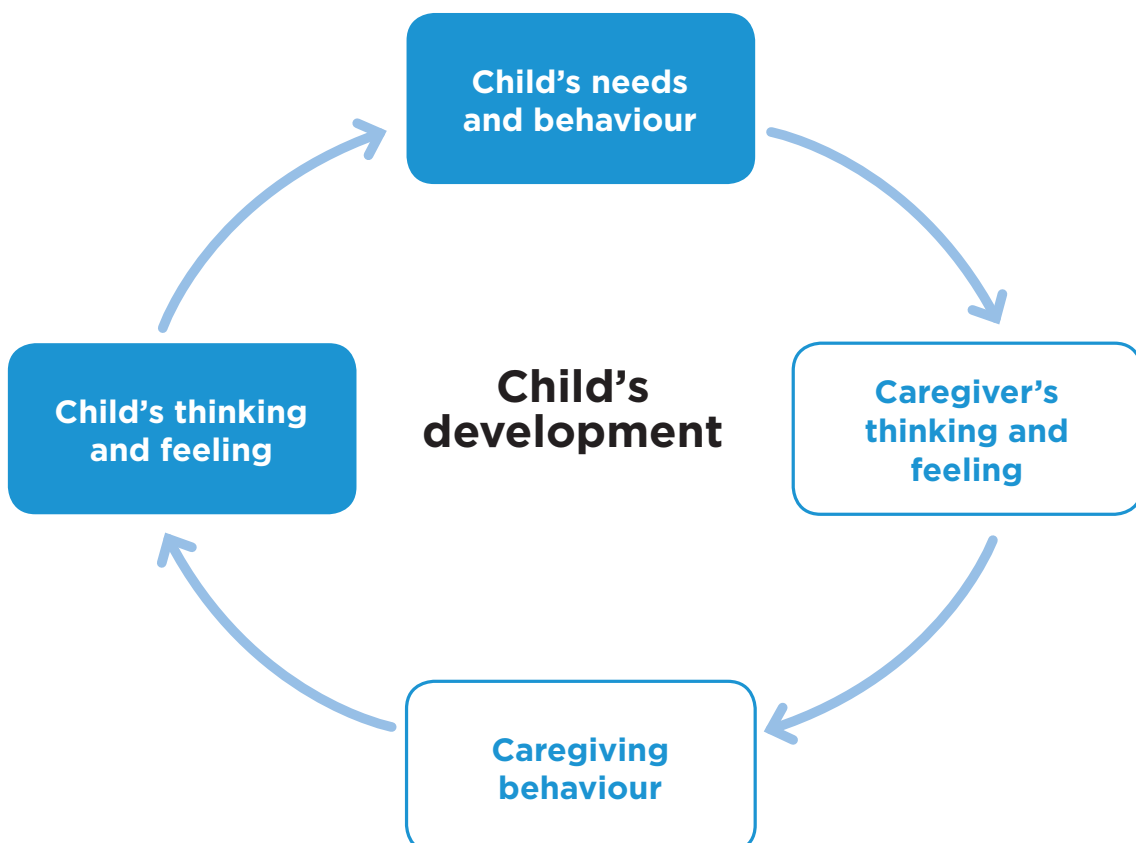 Child’s needs
and behaviour
Child’s thinking
and feeling
Child’s
development
Caregiver’s
thinking and
feeling
Caregiving
behaviour